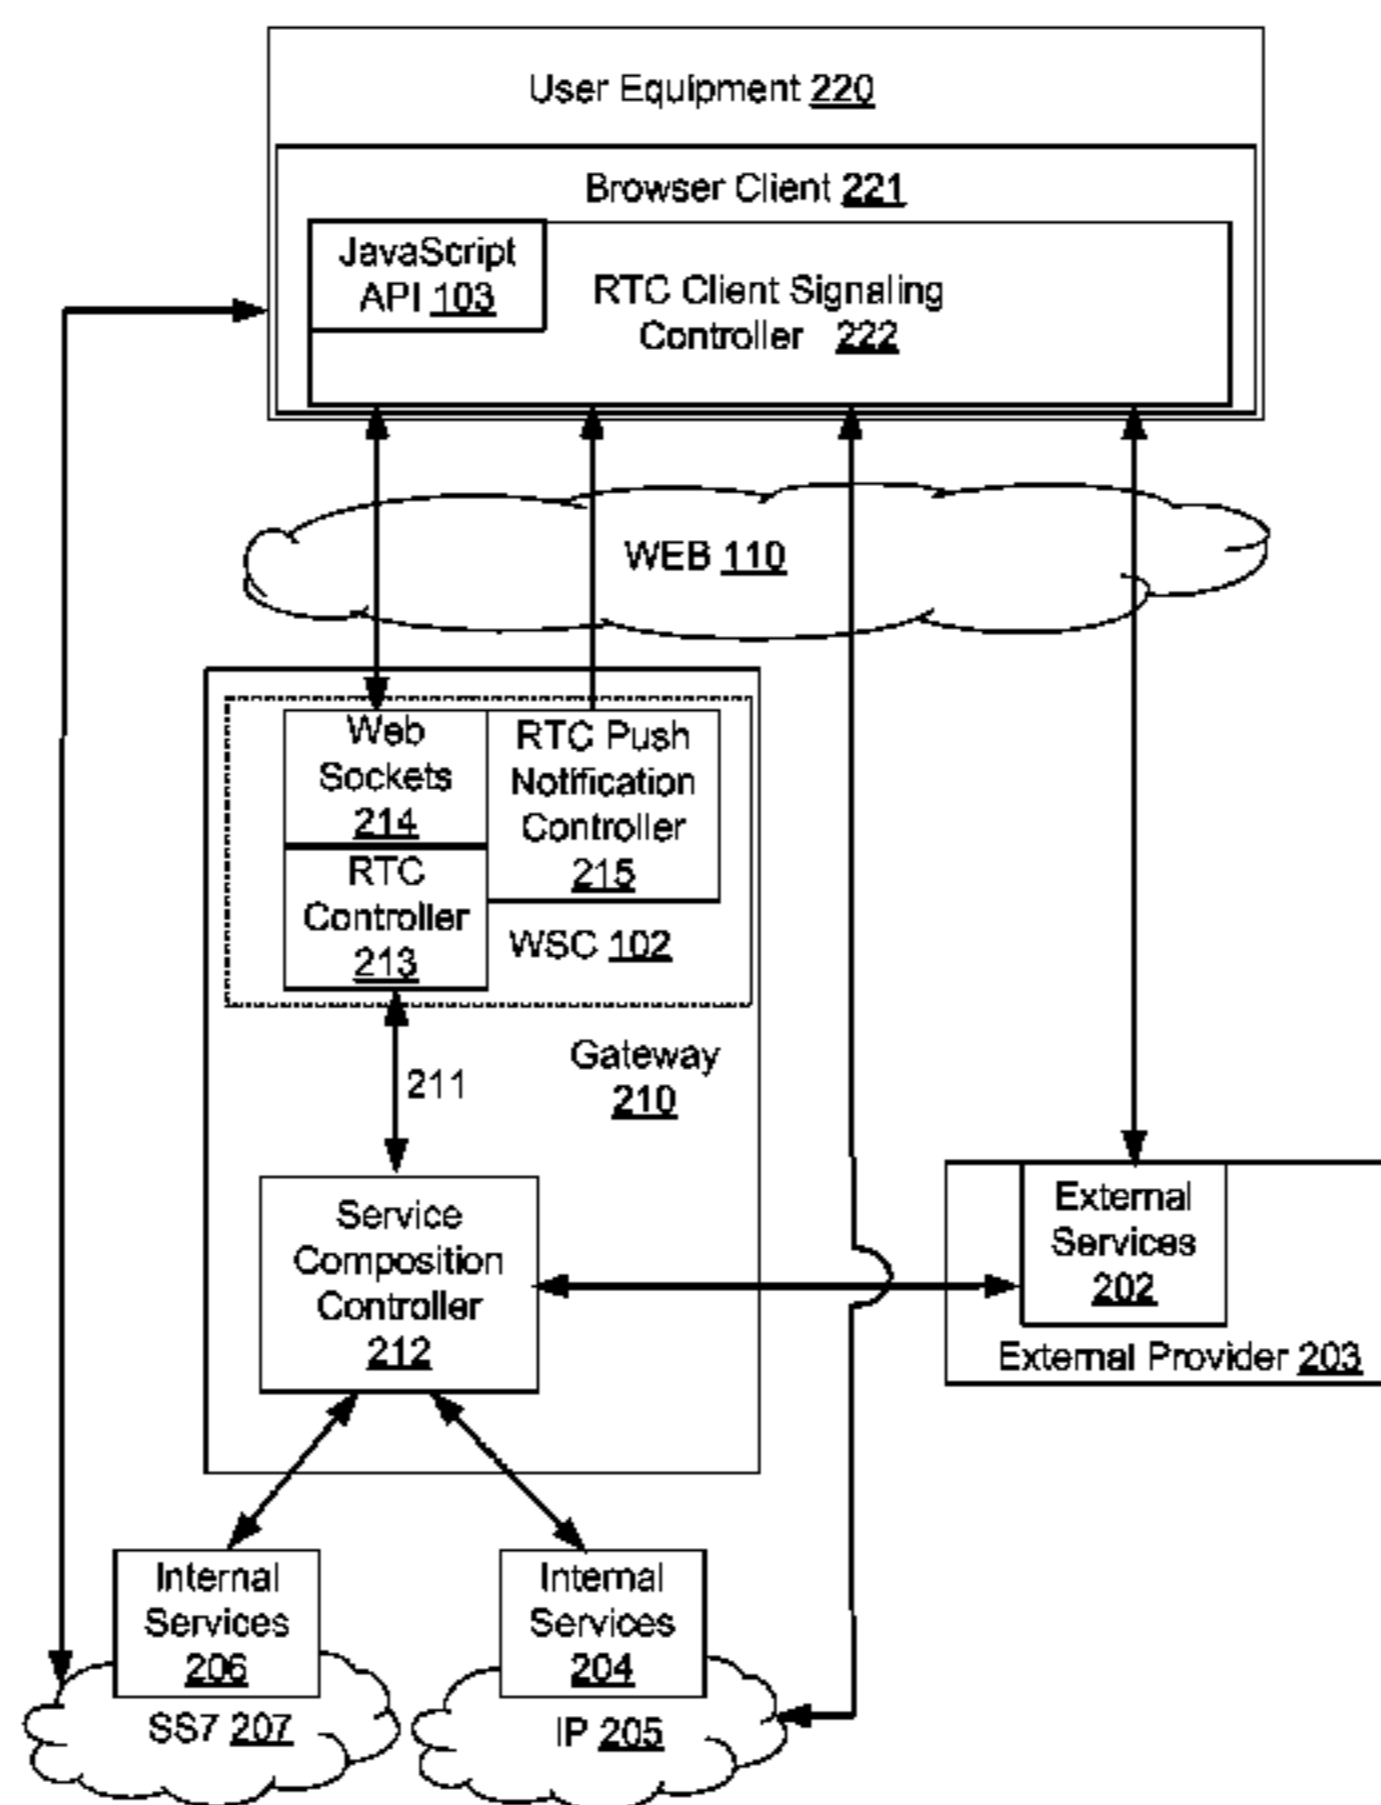 User Equipment 220
Browser Client 221
JavaScript
API 103
RTC Client Signaling
Controller 222
WEB 110
Web
Sockets
214
RTC Push
Notification
Controller
215
RTC
Controller
213
WSC 102
Gateway
210
211
Service
Composition
Controller
212
External
Services
202
External Provider 203
Internal
Services
206
SS7 207
Internal
Services
204
IP 205